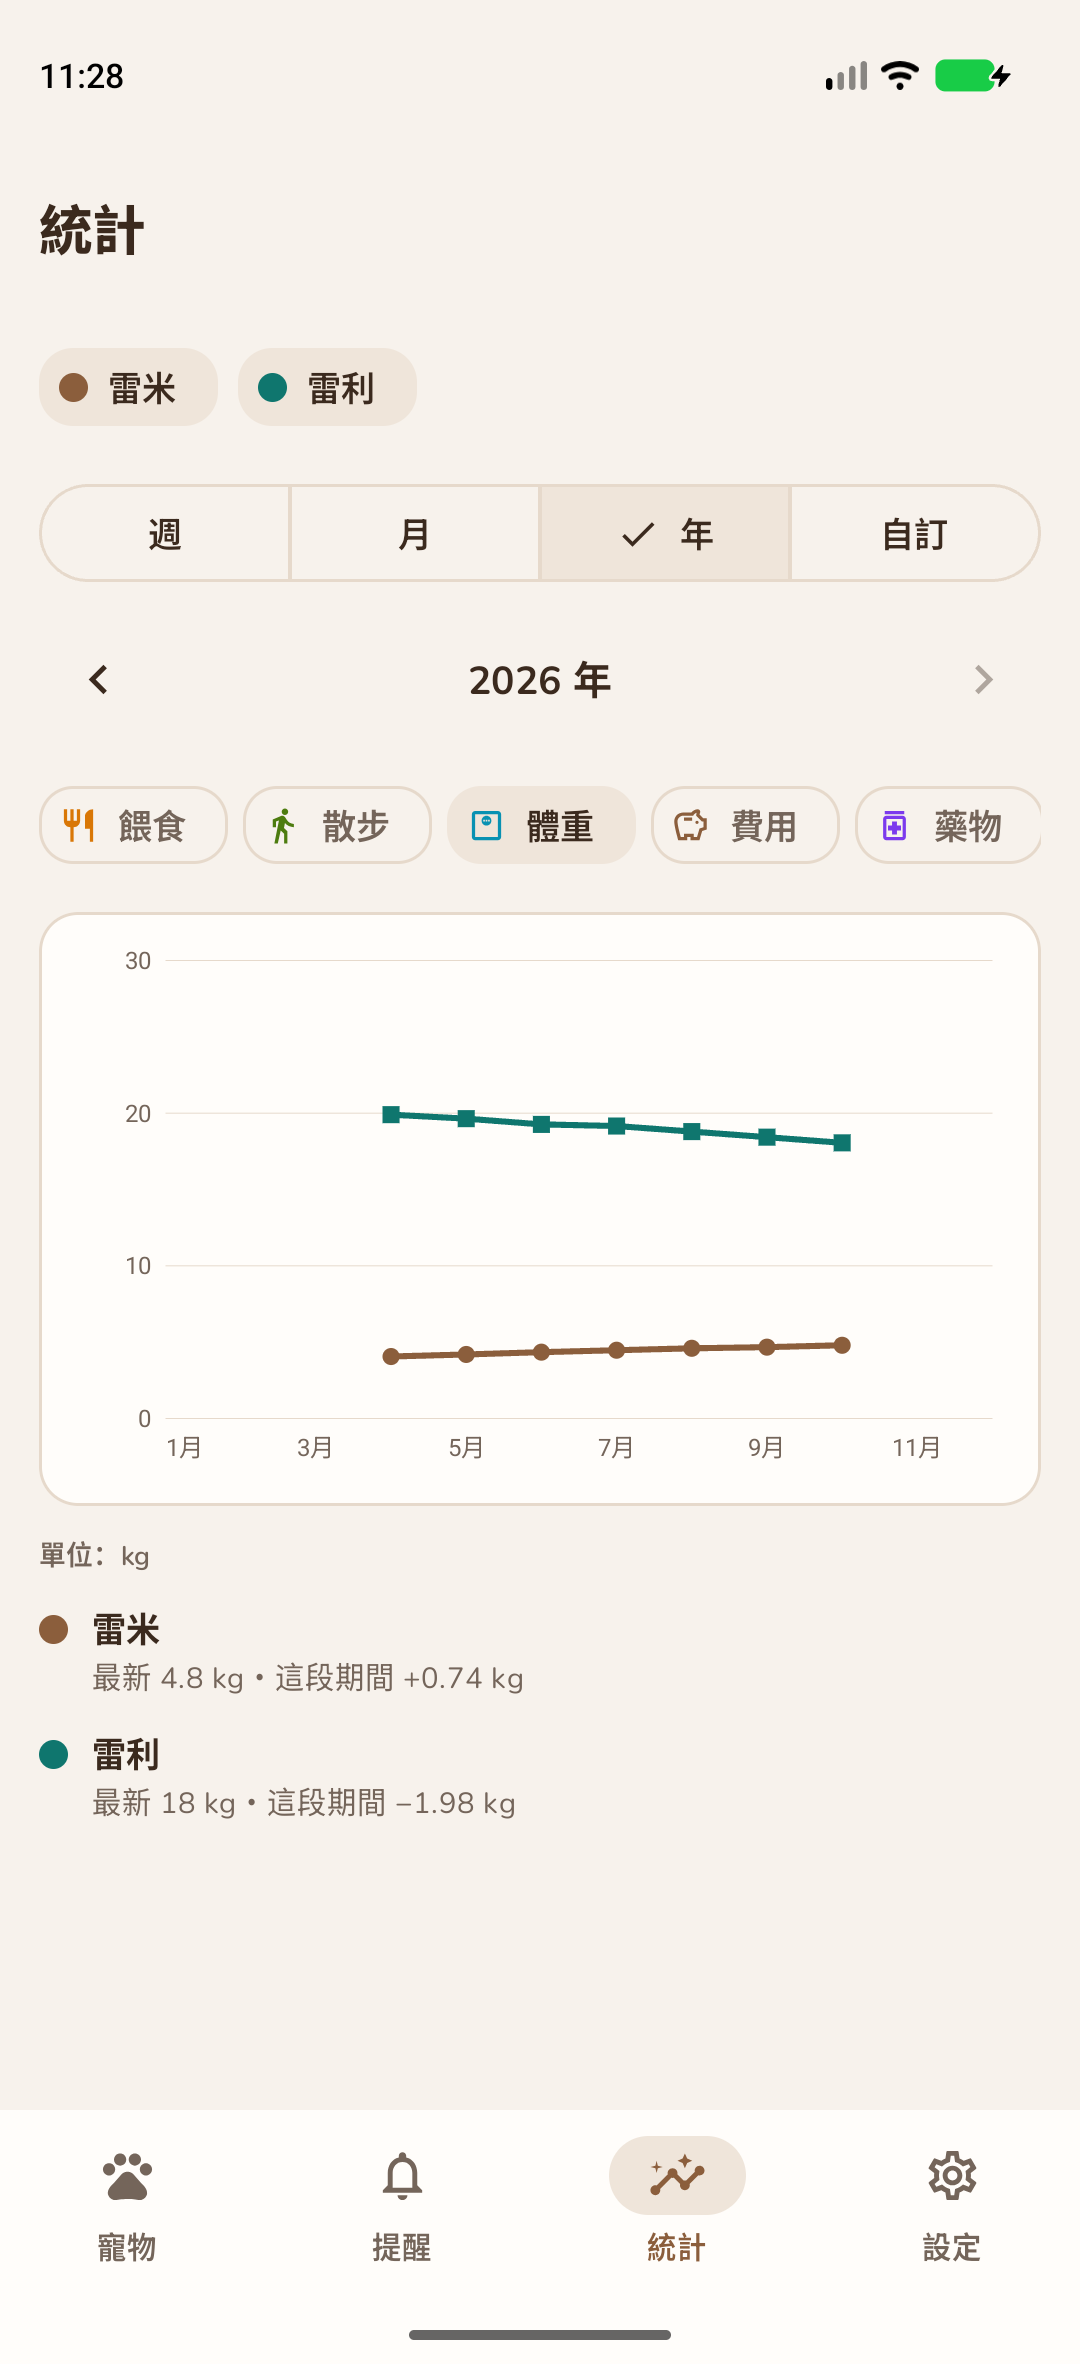 11:28
統計
雷米
雷利
週
月
年
自訂
2026 年
餵食
散步
體重
費用
藥物
30
20
10
0
1月
3月
5月
7月
9月
11月
單位：kg
雷米
最新 4.8 kg • 這段期間 +0.74 kg
雷利
最新 18 kg • 這段期間 −1.98 kg
寵物
提醒
統計
設定